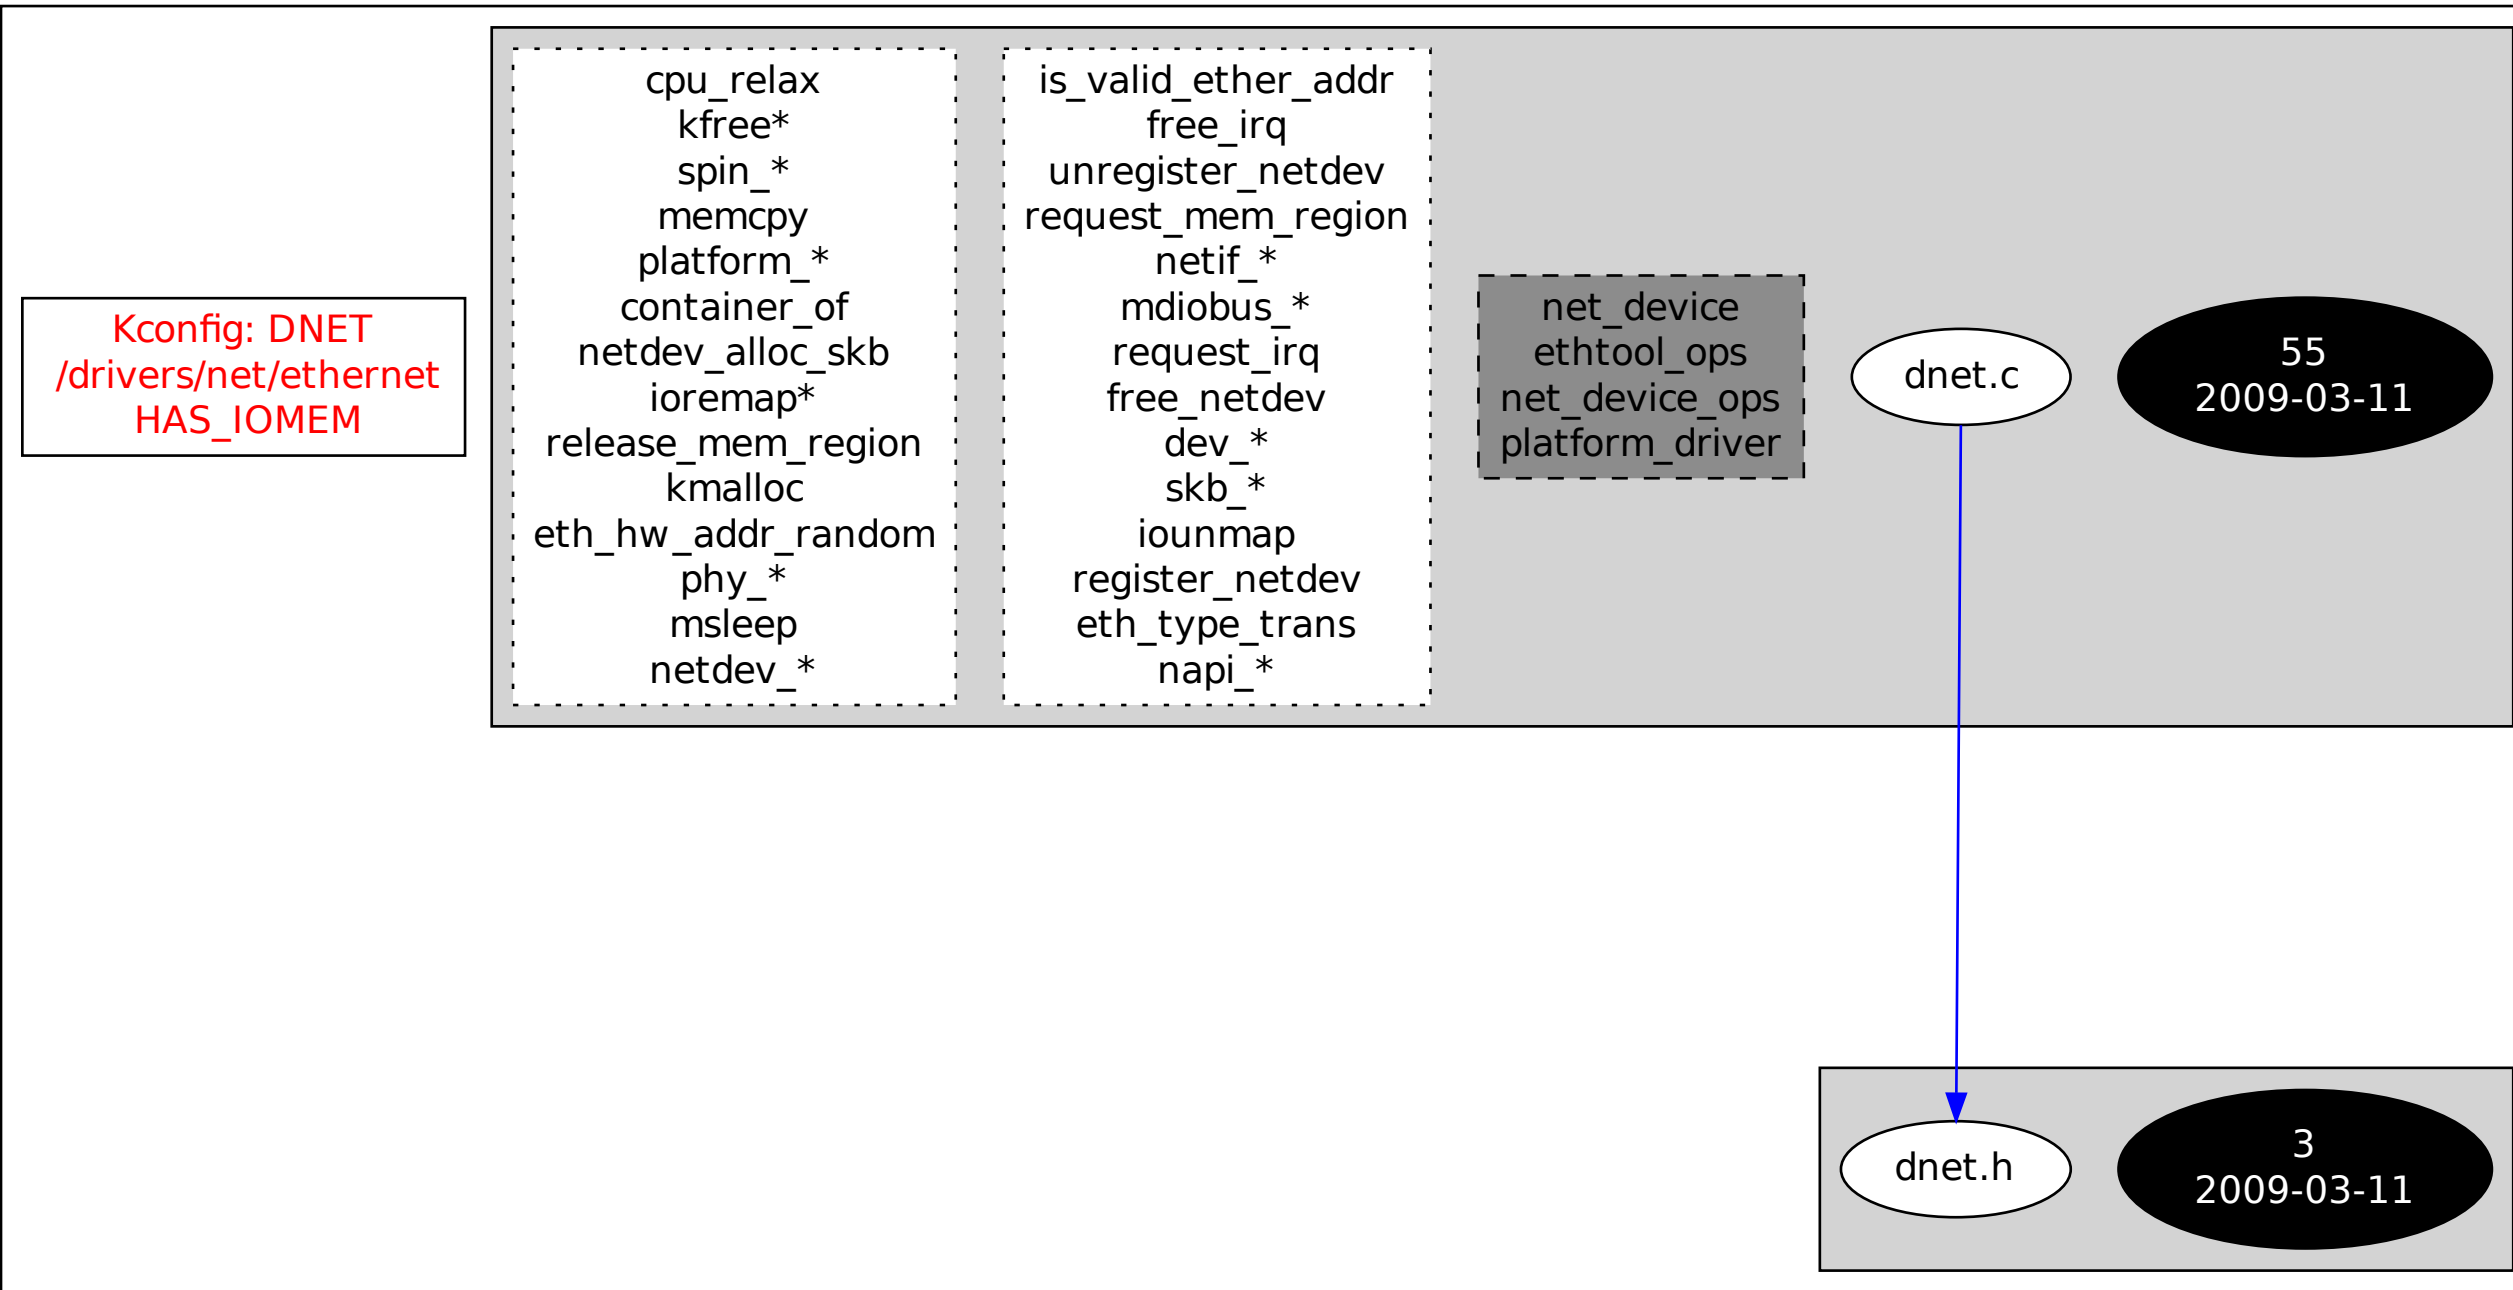 Kconfig: DNET
/drivers/net/ethernet
HAS_IOMEM
cpu_relax
kfree*
spin_*
memcpy
platform_*
container_of
netdev_alloc_skb
ioremap*
release_mem_region
kmalloc
eth_hw_addr_random
phy_*
msleep
netdev_*
is_valid_ether_addr
free_irq
unregister_netdev
request_mem_region
netif_*
mdiobus_*
request_irq
free_netdev
dev_*
skb_*
iounmap
register_netdev
eth_type_trans
napi_*
net_device
ethtool_ops
net_device_ops
platform_driver
dnet.c
55
2009-03-11
dnet.h
3
2009-03-11